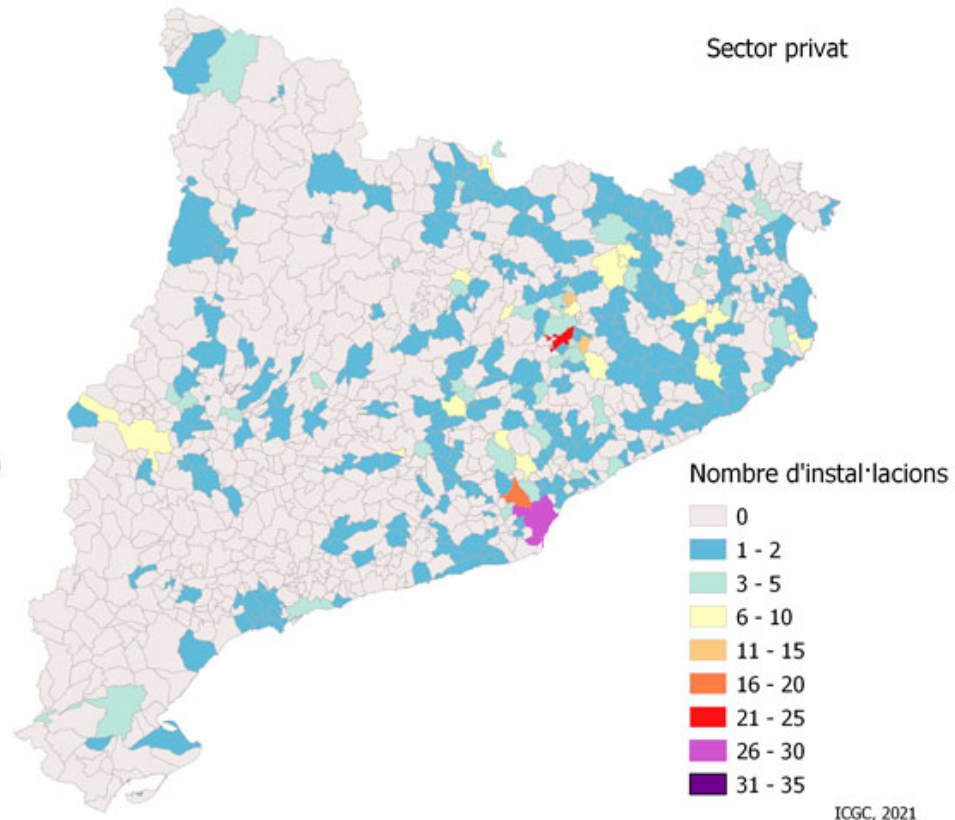 Sector privat
Nombre d'instal·lacions
0
1 - 2
3 - 5
6 - 10
11 - 15
16 - 20
21 - 25
26 - 30
31 - 35
ICGC, 2021